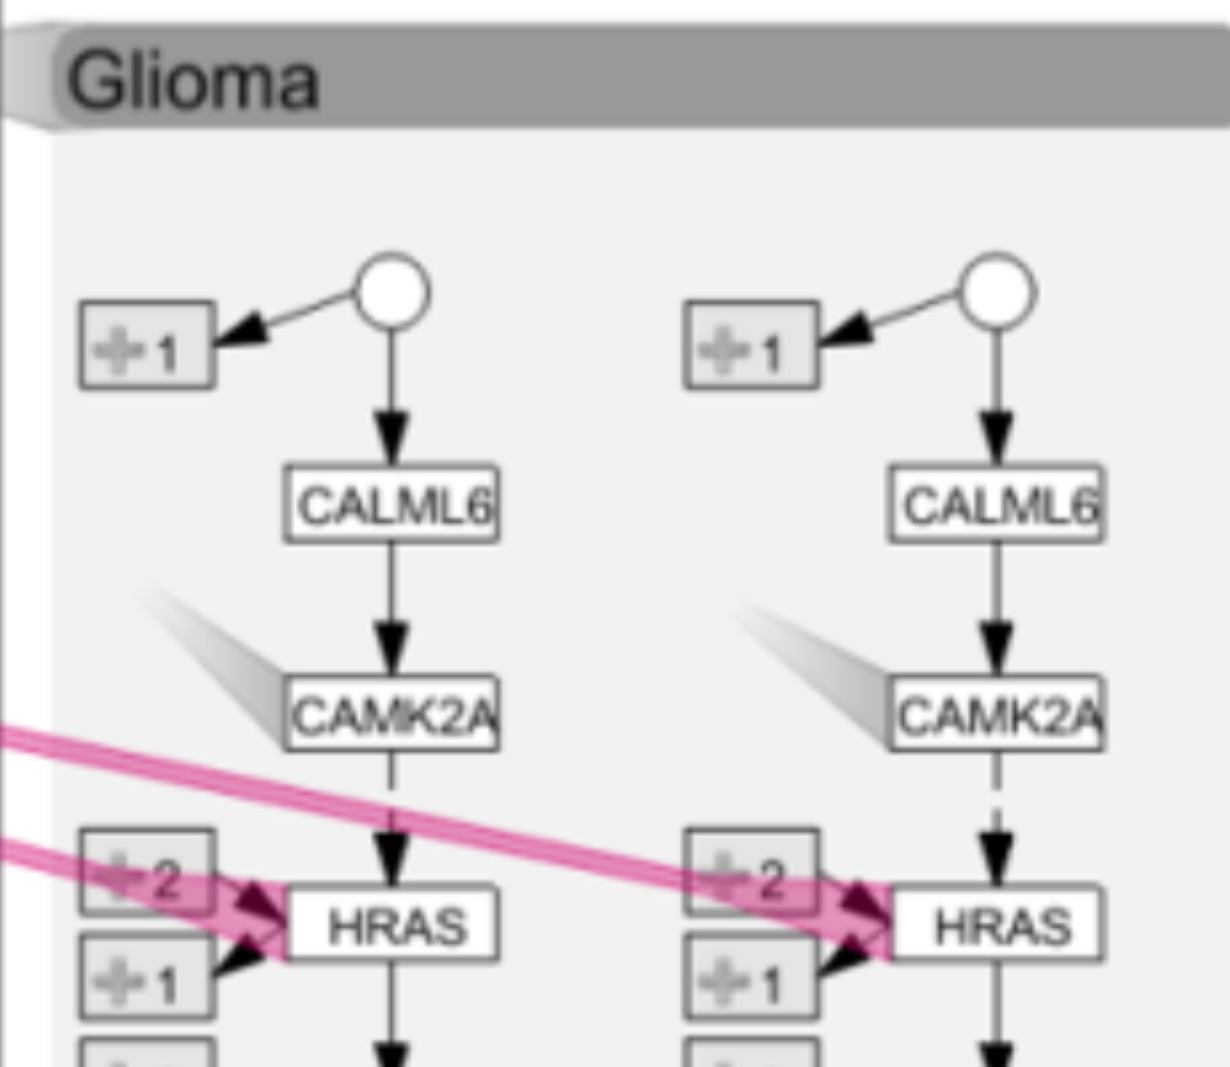 Glioma
+ 1 + 1
CALML6 CALML6
CAMK2A CAMK2A
+ 2 + 2
HRAS HRAS
+ 1 + 1